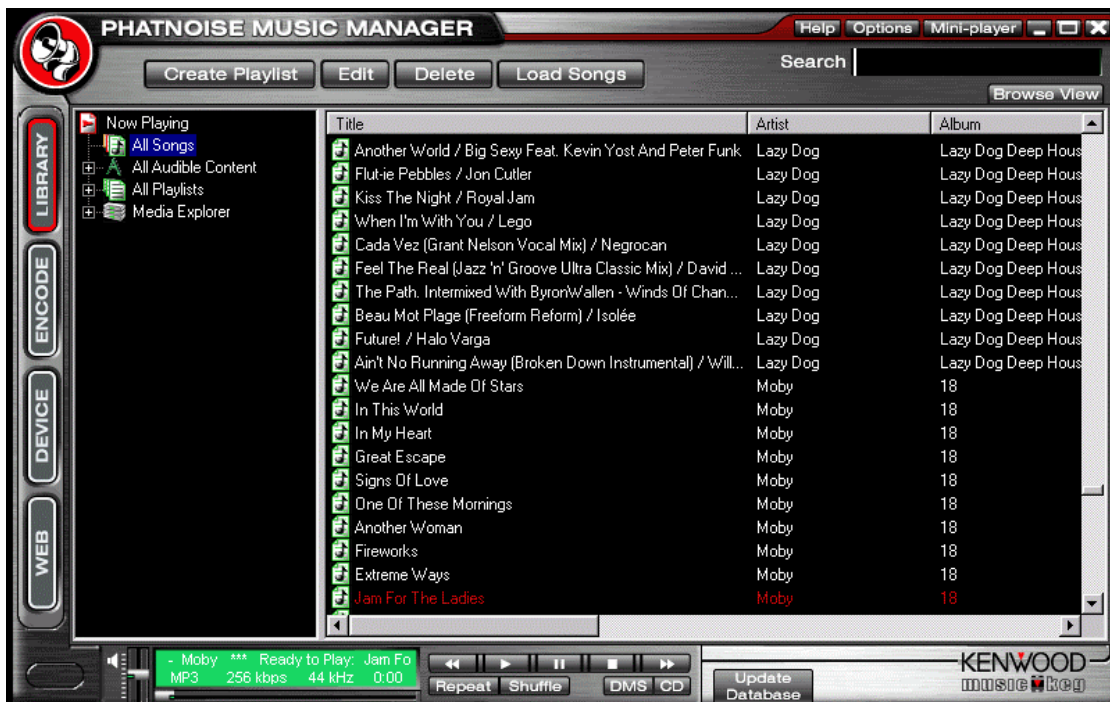 PHATNOISE MUSIC MANAGER
Help Options Mini-player
Create Playlist Edit Delete Load Songs
Search
Browse View
LIBRARY
ENCODE
DEVICE
WEB
Now Playing
All Songs
All Audible Content
All Playlists
Media Explorer
Title Artist Album
Another World / Big Sexy Feat. Kevin Yost And Peter Funk Lazy Dog Lazy Dog Deep Hous
Flut-ie Pebbles / Jon Cutler Lazy Dog Lazy Dog Deep Hous
Kiss The Night / Royal Jam Lazy Dog Lazy Dog Deep Hous
When I'm With You / Lego Lazy Dog Lazy Dog Deep Hous
Cada Vez (Grant Nelson Vocal Mix) / Negrocan Lazy Dog Lazy Dog Deep Hous
Feel The Real (Jazz 'n' Groove Ultra Classic Mix) / David ... Lazy Dog Lazy Dog Deep Hous
The Path. Intermixed With ByronWallen - Winds Of Chan... Lazy Dog Lazy Dog Deep Hous
Beau Mot Plage (Freeform Reform) / Isolée Lazy Dog Lazy Dog Deep Hous
Future! / Halo Varga Lazy Dog Lazy Dog Deep Hous
Ain't No Running Away (Broken Down Instrumental) / Will... Lazy Dog Lazy Dog Deep Hous
We Are All Made Of Stars Moby 18
In This World Moby 18
In My Heart Moby 18
Great Escape Moby 18
Signs Of Love Moby 18
One Of These Mornings Moby 18
Another Woman Moby 18
Fireworks Moby 18
Extreme Ways Moby 18
Jam For The Ladies Moby 18
- Moby *** Ready to Play: Jam Fo
MP3 256 kbps 44 kHz 0:00
Repeat Shuffle DMS CD
Update Database
KENWOOD
music key